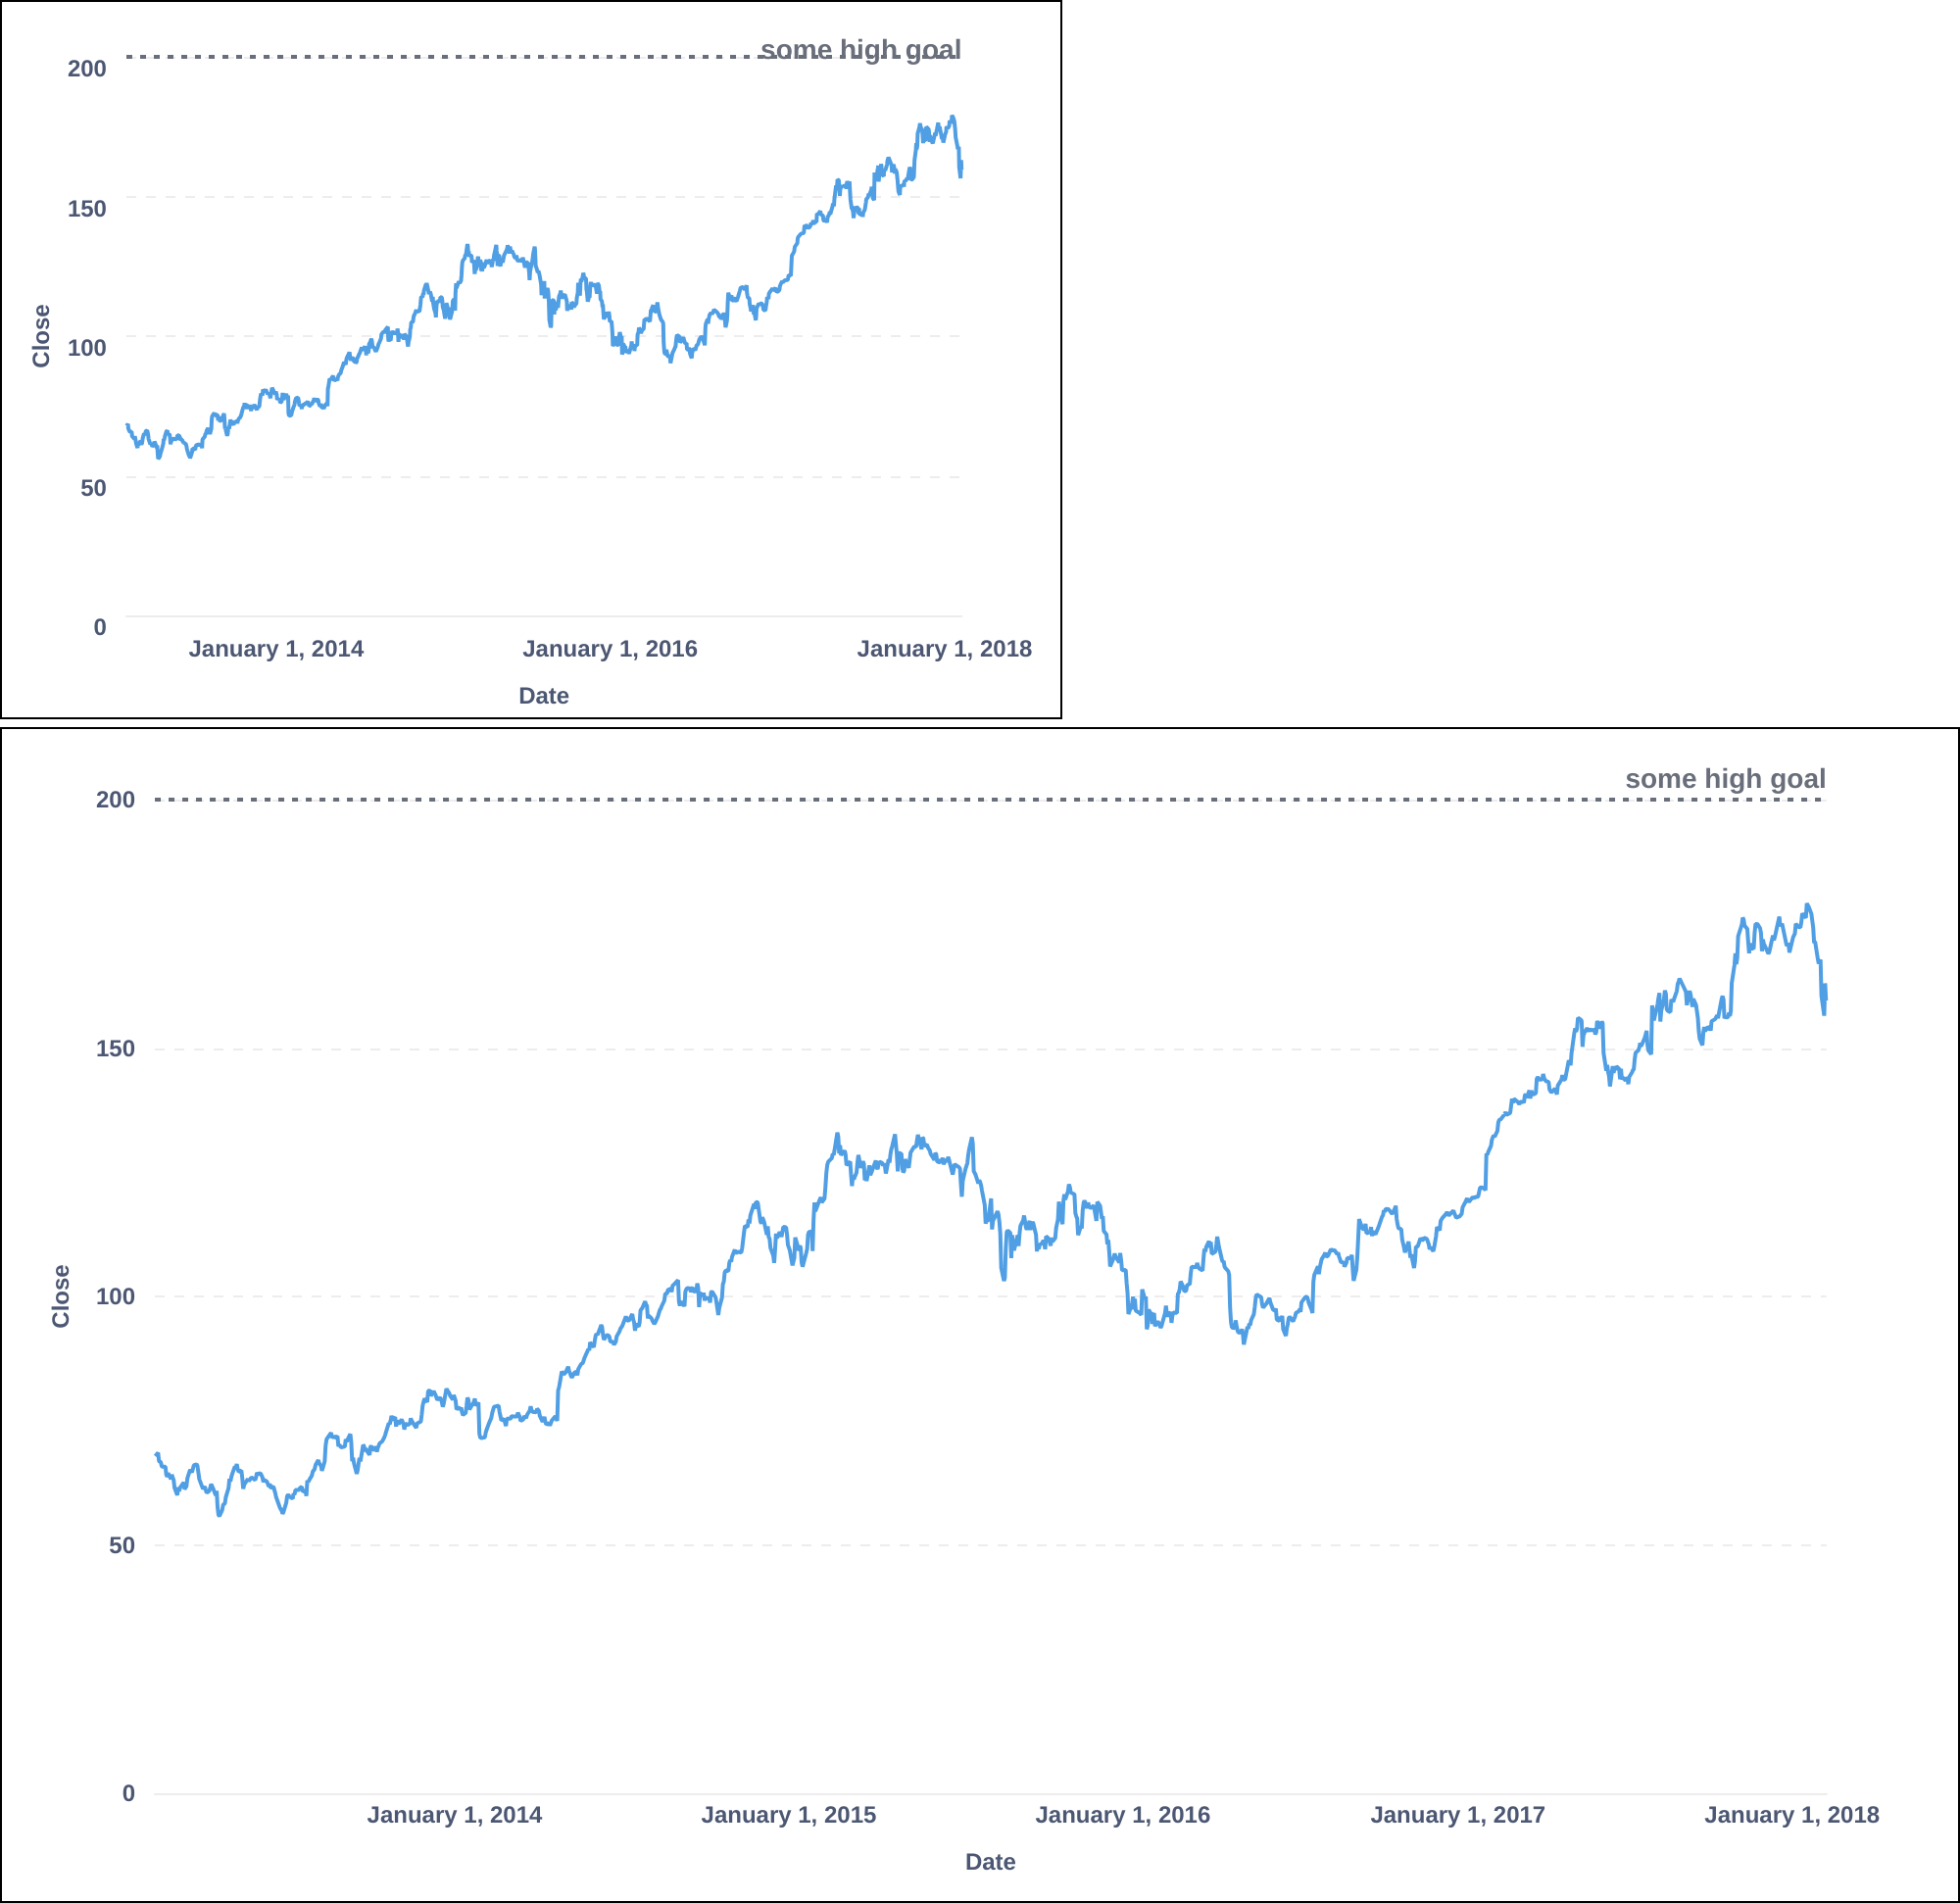 some high goal
200
150
100
50
0
Close
January 1, 2014 January 1, 2016 January 1, 2018
Date
some high goal
200
150
100
50
0
Close
January 1, 2014 January 1, 2015 January 1, 2016 January 1, 2017 January 1, 2018
Date